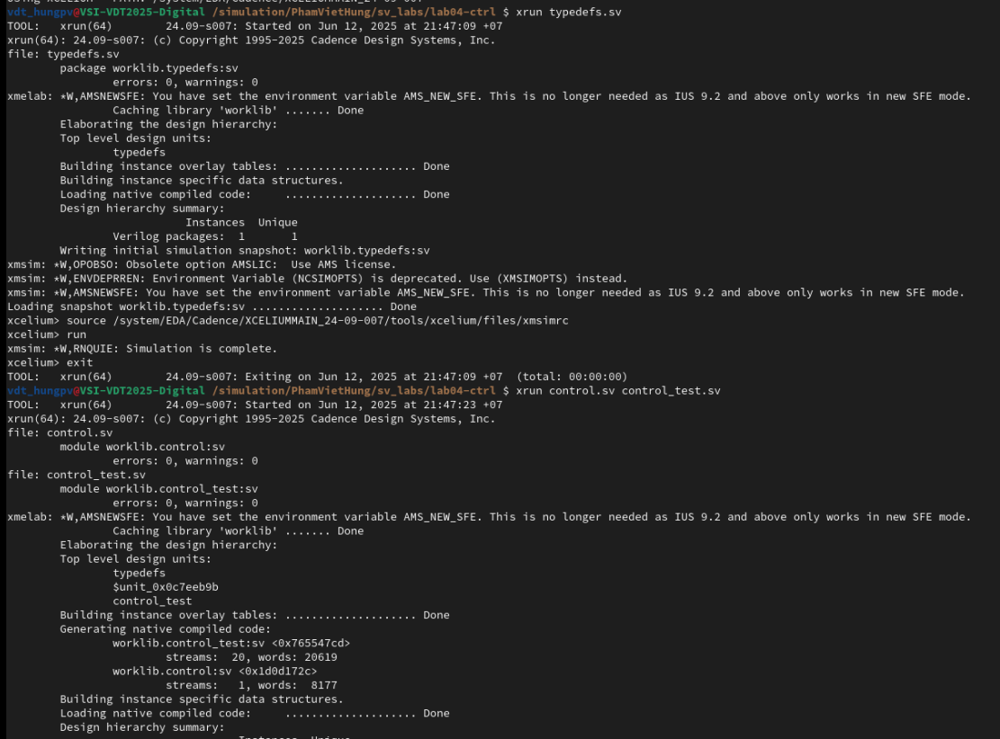 vdt_hungpv@VSI-VDT2025-Digital /simulation/PhamVietHung/sv_labs/lab04-ctrl $ xrun typedefs.sv
TOOL:   xrun(64)        24.09-s007: Started on Jun 12, 2025 at 21:47:09 +07
xrun(64): 24.09-s007: (c) Copyright 1995-2025 Cadence Design Systems, Inc.
file: typedefs.sv
        package worklib.typedefs:sv
                errors: 0, warnings: 0
xmelab: *W,AMSNEWSFE: You have set the environment variable AMS_NEW_SFE. This is no longer needed as IUS 9.2 and above only works in new SFE mode.
                Caching library 'worklib' ....... Done
        Elaborating the design hierarchy:
        Top level design units:
                typedefs
        Building instance overlay tables: .................... Done
        Building instance specific data structures.
        Loading native compiled code:     .................... Done
        Design hierarchy summary:
                           Instances  Unique
                Verilog packages:  1       1
        Writing initial simulation snapshot: worklib.typedefs:sv
xmsim: *W,OPOBSO: Obsolete option AMSLIC:  Use AMS license.
xmsim: *W,ENVDEPRREN: Environment Variable (NCSIMOPTS) is deprecated. Use (XMSIMOPTS) instead.
xmsim: *W,AMSNEWSFE: You have set the environment variable AMS_NEW_SFE. This is no longer needed as IUS 9.2 and above only works in new SFE mode.
Loading snapshot worklib.typedefs:sv .................... Done
xcelium> source /system/EDA/Cadence/XCELIUMMAIN_24-09-007/tools/xcelium/files/xmsimrc
xcelium> run
xmsim: *W,RNQUIE: Simulation is complete.
xcelium> exit
TOOL:   xrun(64)        24.09-s007: Exiting on Jun 12, 2025 at 21:47:09 +07  (total: 00:00:00)
vdt_hungpv@VSI-VDT2025-Digital /simulation/PhamVietHung/sv_labs/lab04-ctrl $ xrun control.sv control_test.sv
TOOL:   xrun(64)        24.09-s007: Started on Jun 12, 2025 at 21:47:23 +07
xrun(64): 24.09-s007: (c) Copyright 1995-2025 Cadence Design Systems, Inc.
file: control.sv
        module worklib.control:sv
                errors: 0, warnings: 0
file: control_test.sv
        module worklib.control_test:sv
                errors: 0, warnings: 0
xmelab: *W,AMSNEWSFE: You have set the environment variable AMS_NEW_SFE. This is no longer needed as IUS 9.2 and above only works in new SFE mode.
                Caching library 'worklib' ....... Done
        Elaborating the design hierarchy:
        Top level design units:
                typedefs
                $unit_0x0c7eeb9b
                control_test
        Building instance overlay tables: .................... Done
        Generating native compiled code:
                worklib.control_test:sv <0x765547cd>
                        streams:  20, words: 20619
                worklib.control:sv <0x1d0d172c>
                        streams:   1, words:  8177
        Building instance specific data structures.
        Loading native compiled code:     .................... Done
        Design hierarchy summary: